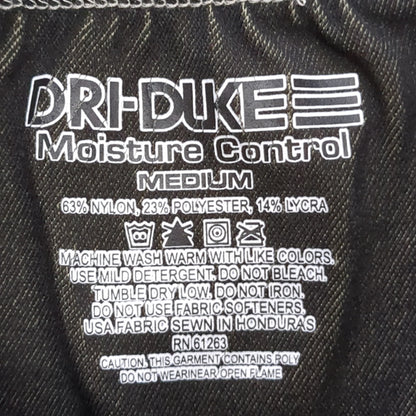 DRI-DUKE
Moisture Control
MEDIUM
63% NYLON, 23% POLYESTER, 14% LYCRA
MACHINE WASH WARM WITH LIKE COLORS.
USE MILD DETERGENT. DO NOT BLEACH.
TUMBLE DRY LOW. DO NOT IRON.
DO NOT USE FABRIC SOFTENERS.
USA FABRIC SEWN IN HONDURAS
RN 61263
CAUTION, THIS GARMENT CONTAINS POLY
DO NOT WEARINEAR OPEN FLAME